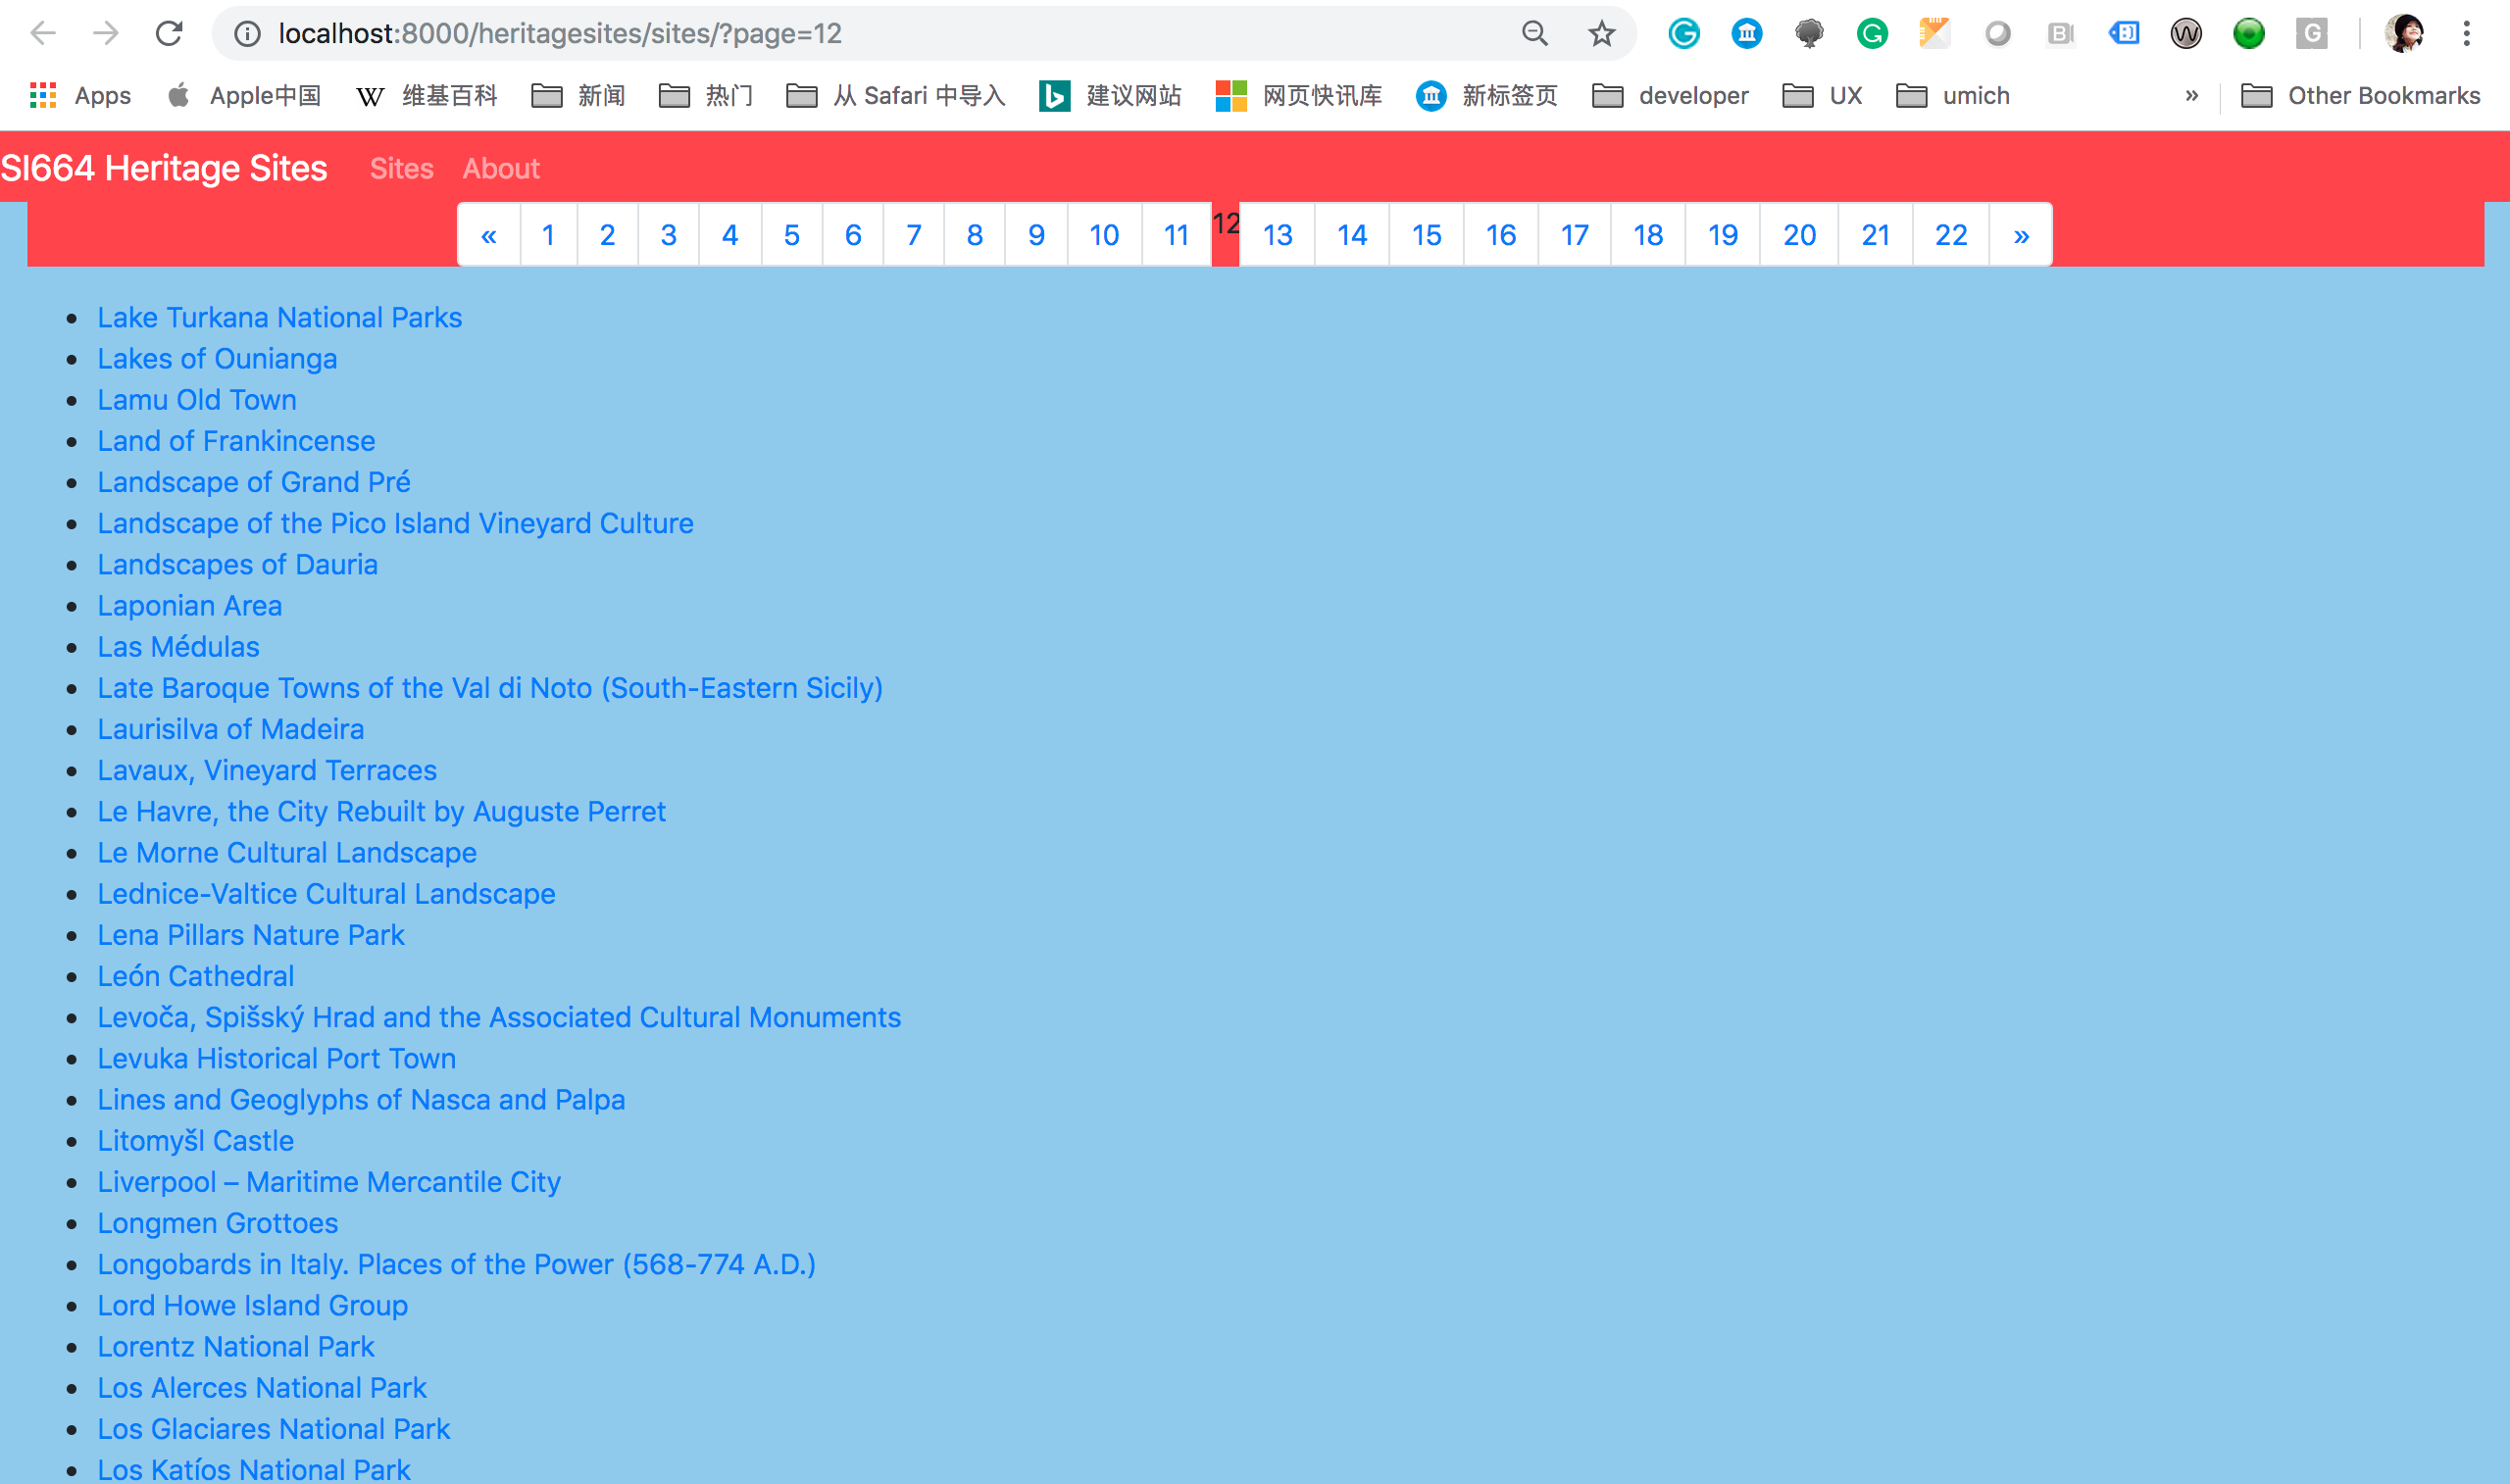 localhost:8000/heritagesites/sites/?page=12
Apps Apple中国 W 维基百科 新闻 热门 从 Safari 中导入 建议网站 网页快讯库 新标签页 developer UX umich » Other Bookmarks
SI664 Heritage Sites Sites About
« 1 2 3 4 5 6 7 8 9 10 11 12 13 14 15 16 17 18 19 20 21 22 »
Lake Turkana National Parks
Lakes of Ounianga
Lamu Old Town
Land of Frankincense
Landscape of Grand Pré
Landscape of the Pico Island Vineyard Culture
Landscapes of Dauria
Laponian Area
Las Médulas
Late Baroque Towns of the Val di Noto (South-Eastern Sicily)
Laurisilva of Madeira
Lavaux, Vineyard Terraces
Le Havre, the City Rebuilt by Auguste Perret
Le Morne Cultural Landscape
Lednice-Valtice Cultural Landscape
Lena Pillars Nature Park
León Cathedral
Levoča, Spišský Hrad and the Associated Cultural Monuments
Levuka Historical Port Town
Lines and Geoglyphs of Nasca and Palpa
Litomyšl Castle
Liverpool – Maritime Mercantile City
Longmen Grottoes
Longobards in Italy. Places of the Power (568-774 A.D.)
Lord Howe Island Group
Lorentz National Park
Los Alerces National Park
Los Glaciares National Park
Los Katíos National Park